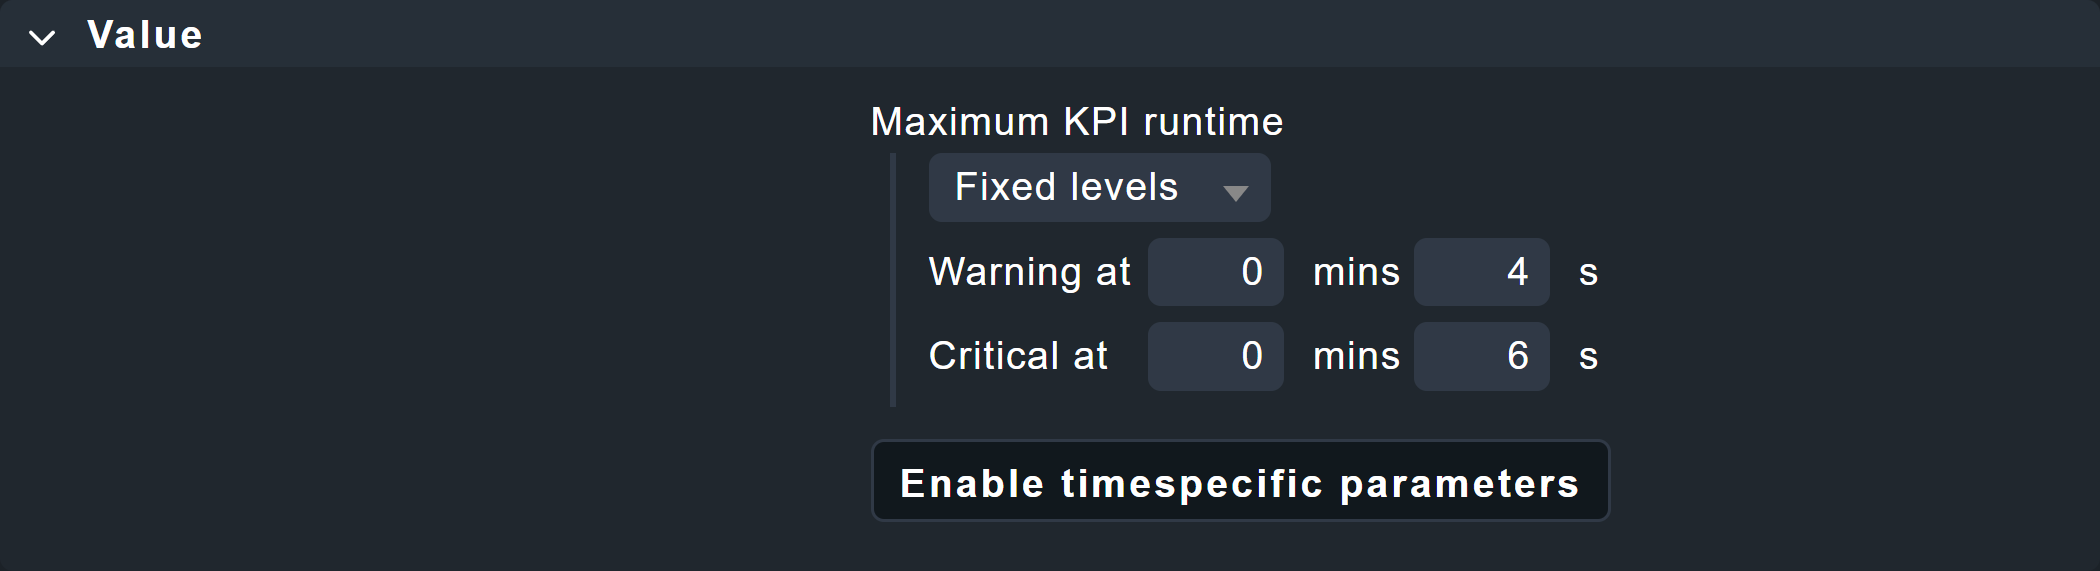 Value
Maximum KPI runtime
Fixed levels
Warning at 0 mins 4 s
Critical at 0 mins 6 s
Enable timespecific parameters